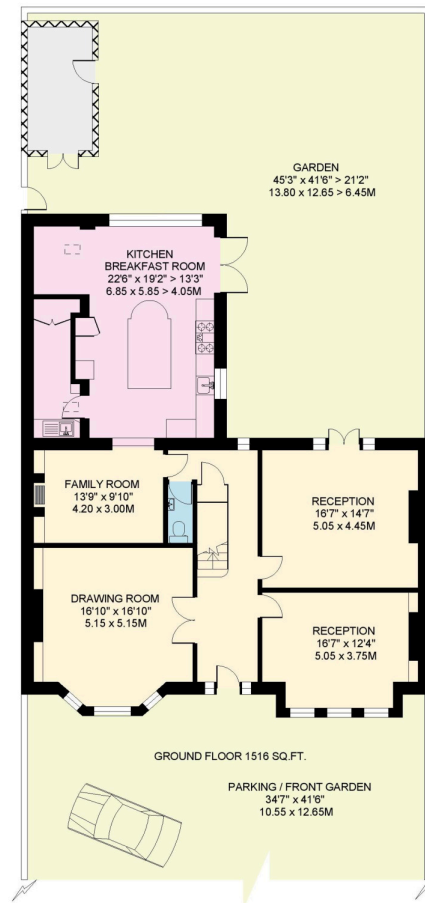 GARDEN
45'3" x 41'6" > 21'2"
13.80 x 12.65 > 6.45M
KITCHEN
BREAKFAST ROOM
22'6" x 19'2" > 13'3"
6.85 x 5.85 > 4.05M
FAMILY ROOM
13'9" x 9'10"
4.20 x 3.00M
RECEPTION
16'7" x 14'7"
5.05 x 4.45M
DRAWING ROOM
16'10" x 16'10"
5.15 x 5.15M
RECEPTION
16'7" x 12'4"
5.05 x 3.75M
GROUND FLOOR 1516 SQ.FT.
PARKING / FRONT GARDEN
34'7" x 41'6"
10.55 x 12.65M